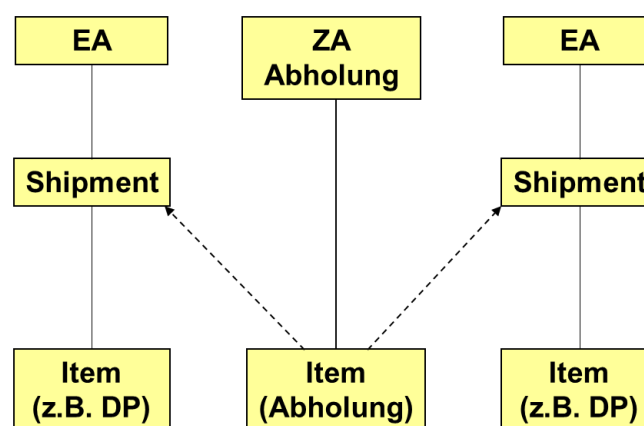 EA
ZA
Abholung
EA
Shipment
Shipment
Item
(z.B. DP)
Item
(Abholung)
Item
(z.B. DP)